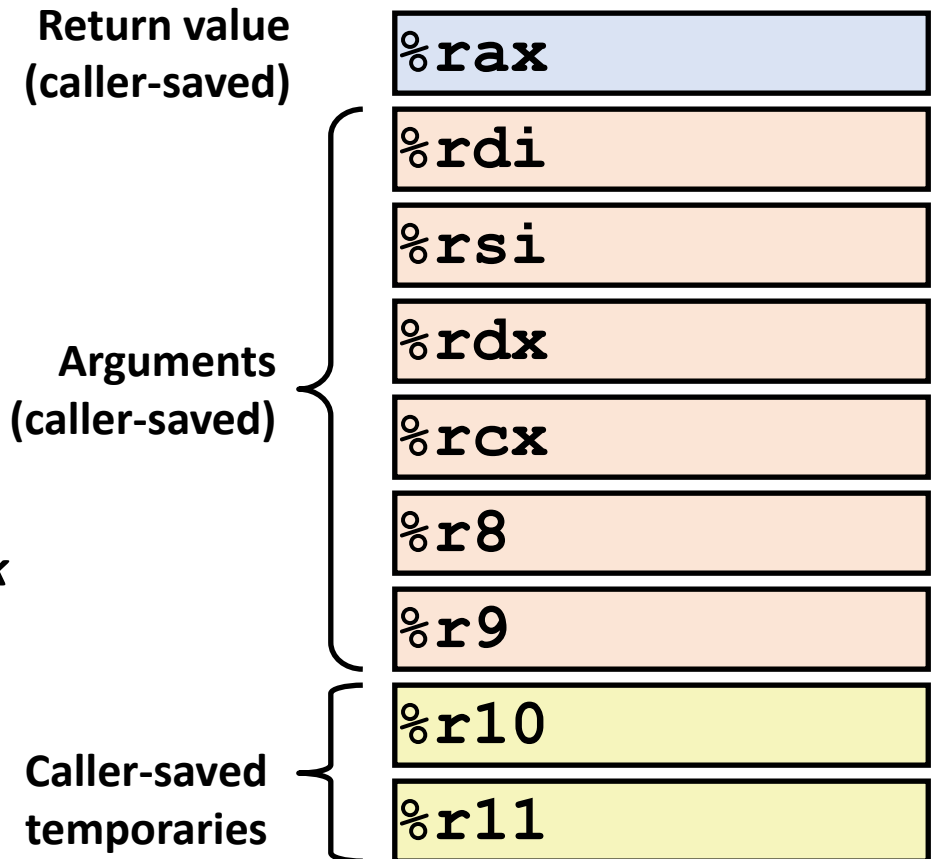 Return value
(caller-saved)
%rax
%rdi
%rsi
%rdx
Arguments
(caller-saved)
%rcx
%r8
%r9
%r10
Caller-saved
temporaries
%r11